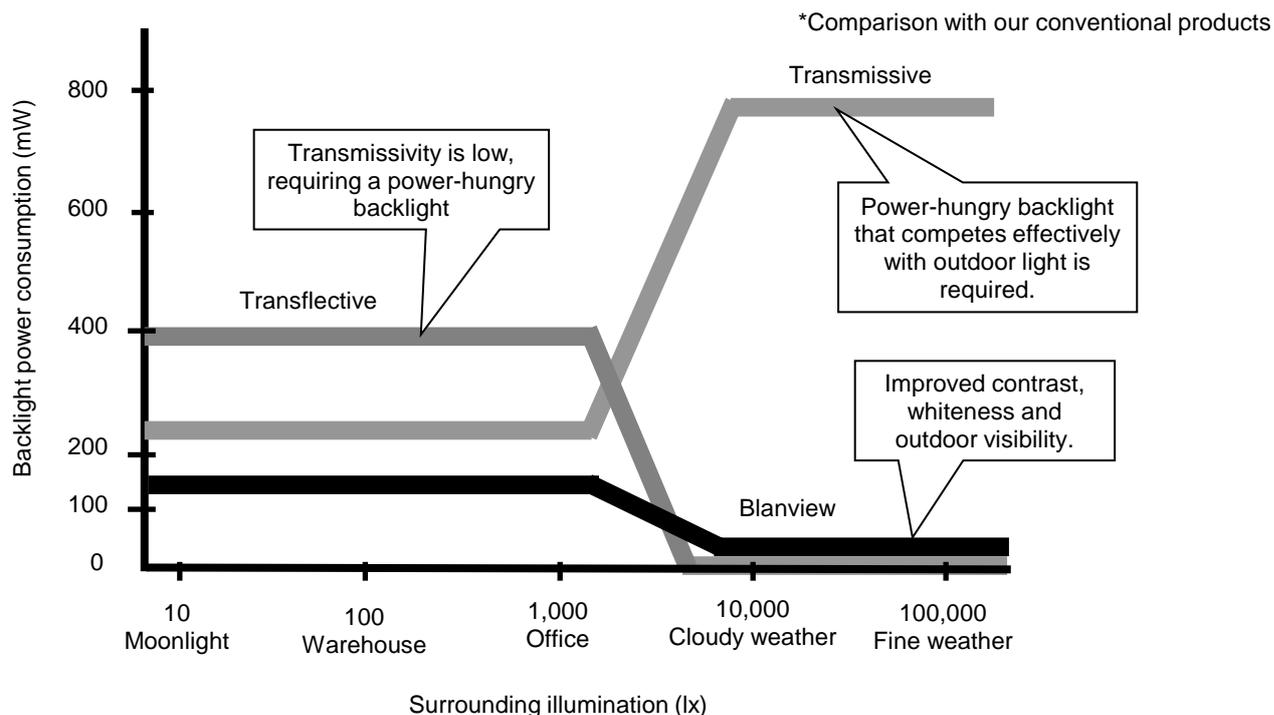 *Comparison with our conventional products
Backlight power consumption (mW)
800
600
400
200
100
0
Transmissive
Transmissivity is low,
requiring a power-hungry
backlight
Power-hungry backlight
that competes effectively
with outdoor light is
required.
Transflective
Improved contrast,
whiteness and
outdoor visibility.
Blanview
10
Moonlight
100
Warehouse
1,000
Office
10,000
Cloudy weather
100,000
Fine weather
Surrounding illumination (lx)